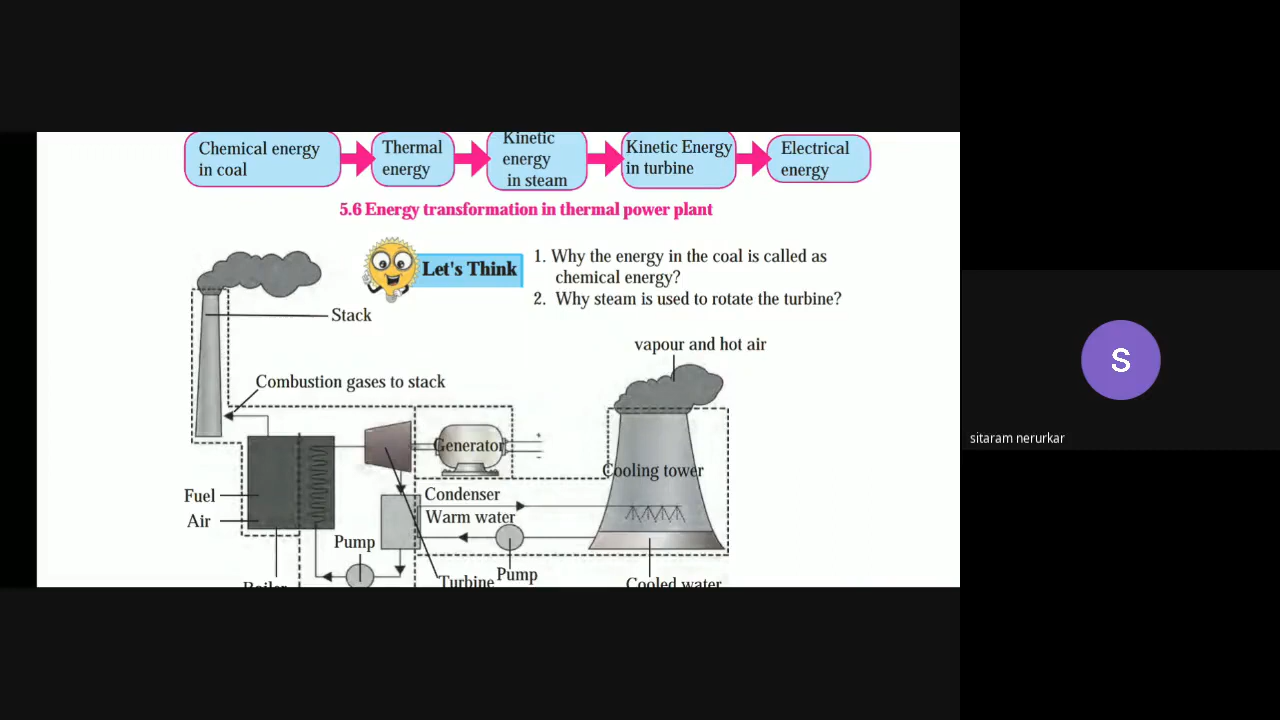 Chemical energy
in coal
Thermal
energy
Kinetic
energy
in steam
Kinetic Energy
in turbine
Electrical
energy
5.6 Energy transformation in thermal power plant
Let's Think
1. Why the energy in the coal is called as
chemical energy?
2. Why steam is used to rotate the turbine?
Stack
vapour and hot air
Combustion gases to stack
Generator
+
-
Cooling tower
Fuel
Condenser
Air
Warm water
Pump
Pump
Boiler
Turbine
Cooled water
S
sitaram nerurkar